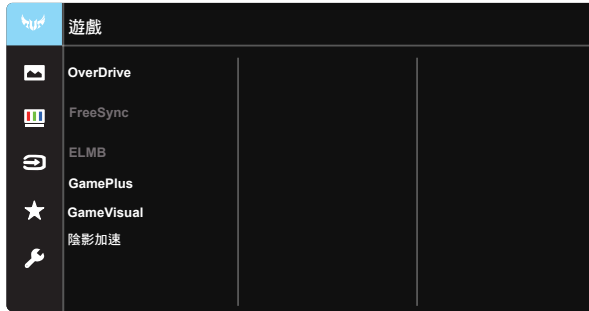 遊戲
OverDrive
FreeSync
ELMB
GamePlus
GameVisual
陰影加速